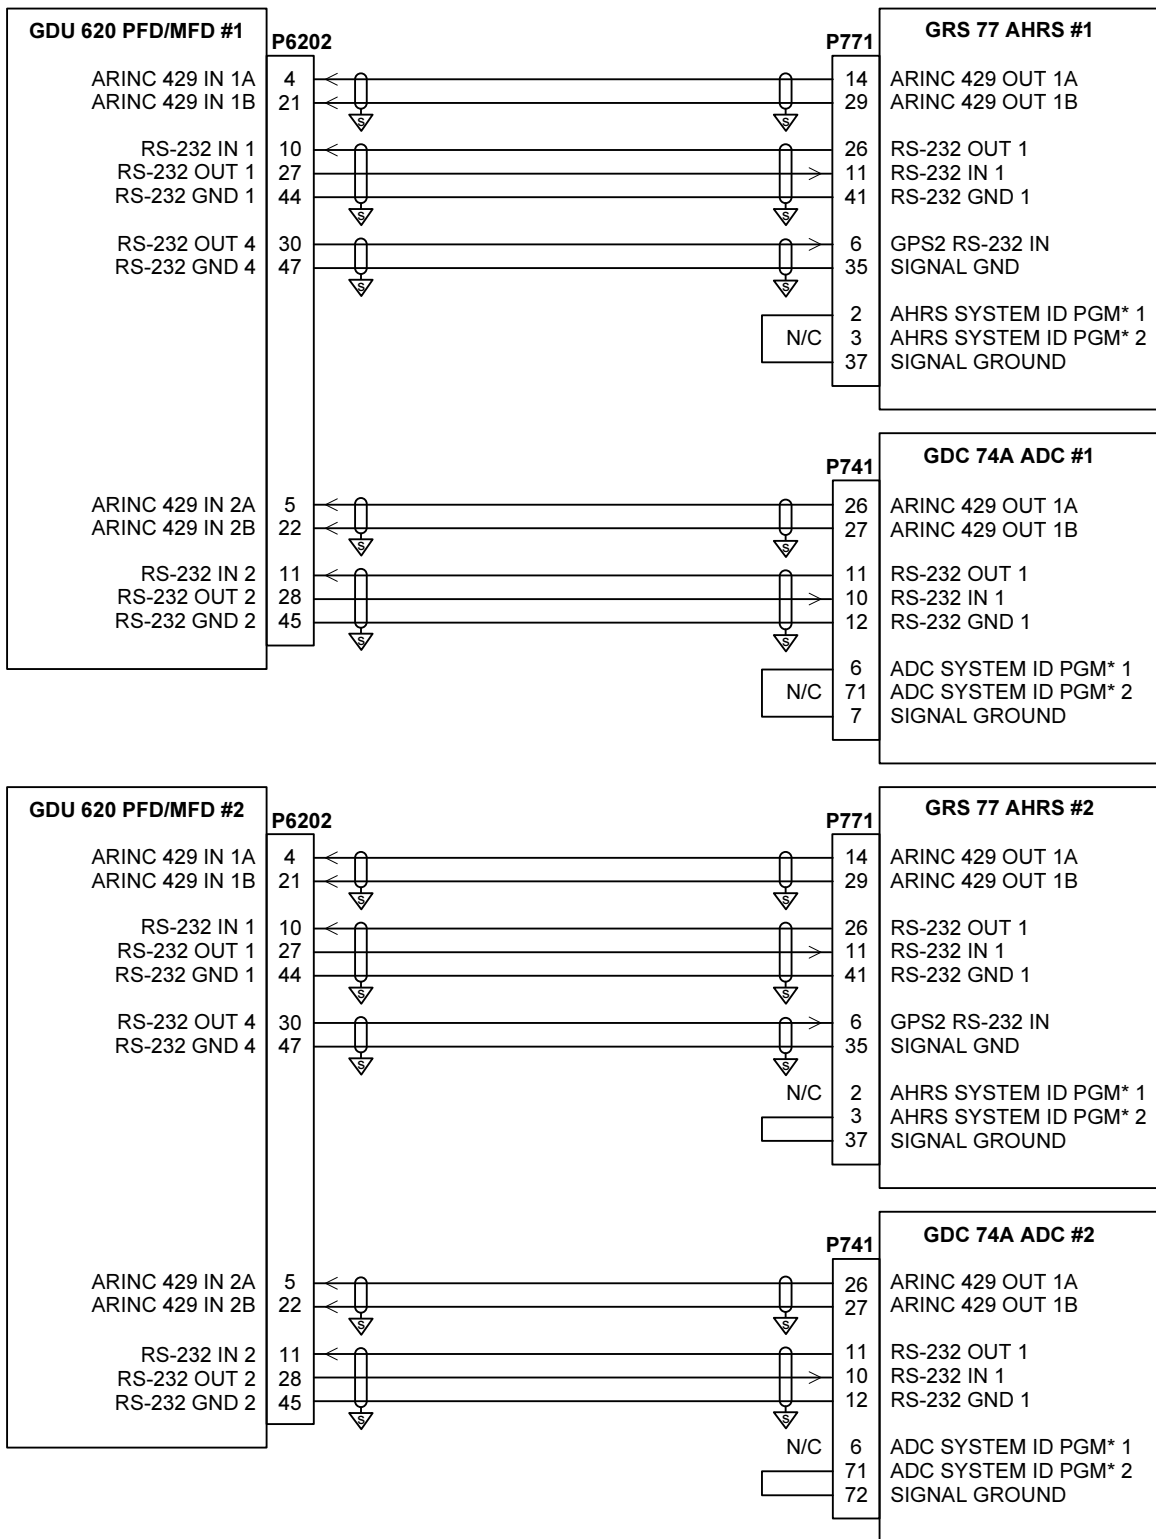 GDU 620 PFD/MFD #1 P6202 P771 GRS 77 AHRS #1
ARINC 429 IN 1A 4 14 ARINC 429 OUT 1A
ARINC 429 IN 1B 21 29 ARINC 429 OUT 1B
S S
RS-232 IN 1 10 26 RS-232 OUT 1
RS-232 OUT 1 27 11 RS-232 IN 1
RS-232 GND 1 44 41 RS-232 GND 1
S S
RS-232 OUT 4 30 6 GPS2 RS-232 IN
RS-232 GND 4 47 35 SIGNAL GND
S S
2 AHRS SYSTEM ID PGM* 1
N/C 3 AHRS SYSTEM ID PGM* 2
37 SIGNAL GROUND
P741 GDC 74A ADC #1
ARINC 429 IN 2A 5 26 ARINC 429 OUT 1A
ARINC 429 IN 2B 22 27 ARINC 429 OUT 1B
S S
RS-232 IN 2 11 11 RS-232 OUT 1
RS-232 OUT 2 28 10 RS-232 IN 1
RS-232 GND 2 45 12 RS-232 GND 1
S S
6 ADC SYSTEM ID PGM* 1
N/C 71 ADC SYSTEM ID PGM* 2
7 SIGNAL GROUND
GDU 620 PFD/MFD #2 P6202 P771 GRS 77 AHRS #2
ARINC 429 IN 1A 4 14 ARINC 429 OUT 1A
ARINC 429 IN 1B 21 29 ARINC 429 OUT 1B
S S
RS-232 IN 1 10 26 RS-232 OUT 1
RS-232 OUT 1 27 11 RS-232 IN 1
RS-232 GND 1 44 41 RS-232 GND 1
S S
RS-232 OUT 4 30 6 GPS2 RS-232 IN
RS-232 GND 4 47 35 SIGNAL GND
S S
N/C 2 AHRS SYSTEM ID PGM* 1
3 AHRS SYSTEM ID PGM* 2
37 SIGNAL GROUND
P741 GDC 74A ADC #2
ARINC 429 IN 2A 5 26 ARINC 429 OUT 1A
ARINC 429 IN 2B 22 27 ARINC 429 OUT 1B
S S
RS-232 IN 2 11 11 RS-232 OUT 1
RS-232 OUT 2 28 10 RS-232 IN 1
RS-232 GND 2 45 12 RS-232 GND 1
S S
N/C 6 ADC SYSTEM ID PGM* 1
71 ADC SYSTEM ID PGM* 2
72 SIGNAL GROUND